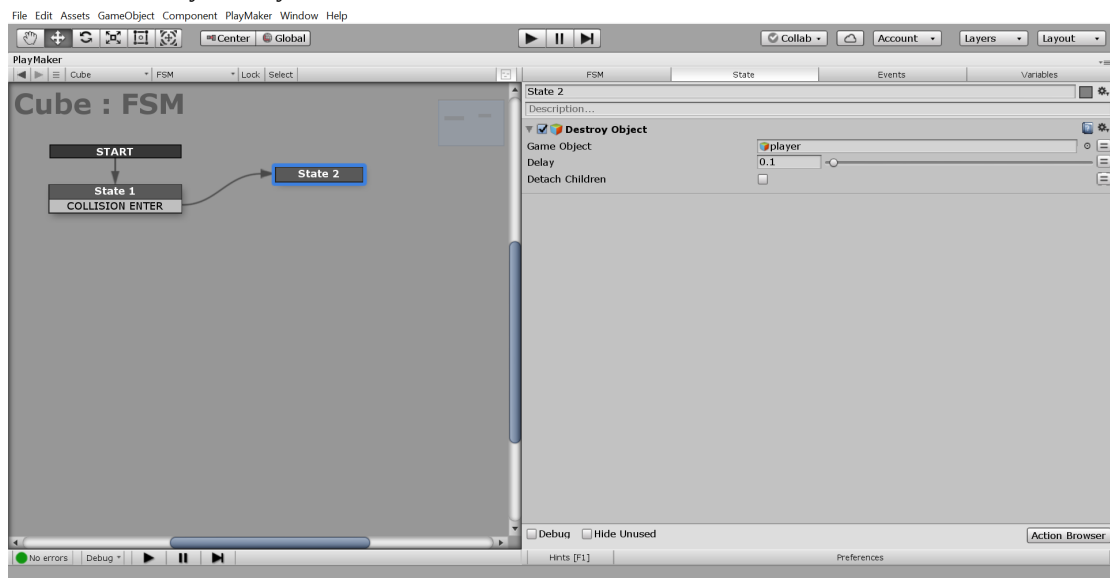 File Edit Assets GameObject Component PlayMaker Window Help
Center Global Collab Account Layers Layout
PlayMaker
Cube FSM Lock Select FSM State Events Variables
Cube : FSM
State 2
Description...
Destroy Object
Game Object player
Delay 0.1
Detach Children
START
State 1
COLLISION ENTER
State 2
Debug Hide Unused
Action Browser
No errors Debug Hints [F1] Preferences